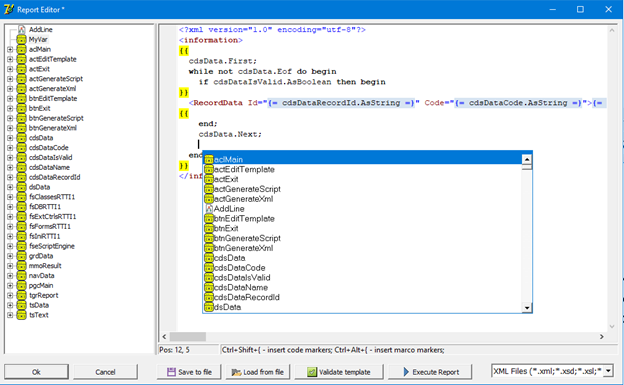 Report Editor *
AddLine
MyVar
aclMain
actEditTemplate
actExit
actGenerateScript
actGenerateXml
btnEditTemplate
btnExit
btnGenerateScript
btnGenerateXml
cdsData
cdsDataCode
cdsDataIsValid
cdsDataName
cdsDataRecordId
dsData
fsClassesRTTI1
fsDBRTTI1
fsExtCtrlsRTTI1
fsFormsRTTI1
fsIniRTTI1
fseScriptEngine
grdData
mmoResult
navData
pgcMain
tgrReport
tsData
tsText
<?xml version="1.0" encoding="utf-8"?>
<information>
{{
cdsData.First;
while not cdsData.Eof do begin
if cdsDataIsValid.AsBoolean then begin
}}
<RecordData Id="{= cdsDataRecordId.AsString =}" Code="{= cdsDataCode.AsString =}">{=
{{
end;
cdsData.Next;
en
}}
</inf
aclMain
actEditTemplate
actExit
actGenerateScript
actGenerateXml
AddLine
btnEditTemplate
btnExit
btnGenerateScript
btnGenerateXml
cdsData
cdsDataCode
cdsDataIsValid
cdsDataName
cdsDataRecordId
dsData
Pos: 12, 5 Ctrl+Shift+{ - insert code markers; Ctrl+Alt+{ - insert marco markers;
Ok Cancel Save to file Load from file Validate template Execute Report XML Files (*.xml;*.xsd;*.xsl;*